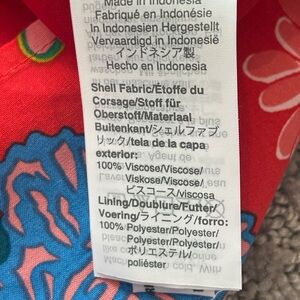 Made in Indonesia
Fabriqué en Indonésie
In Indonesien Hergestellt
Vervaardigd in Indonesië
インドネシア製
Hecho en Indonesia
Shell Fabric/Étoffe du
Corsage/Stoff für
Oberstoff/Materiaal
Buitenkant/シェルファブ
リック/tela de la capa
exterior:
100% Viscose/Viscose/
Viskose/Viscose/
ビスコース/viscosa
Lining/Doublure/Futter/
Voering/ライニング/forro:
100% Polyester/Polyester/
Polyester/Polyester/
ポリエステル/
poliéster